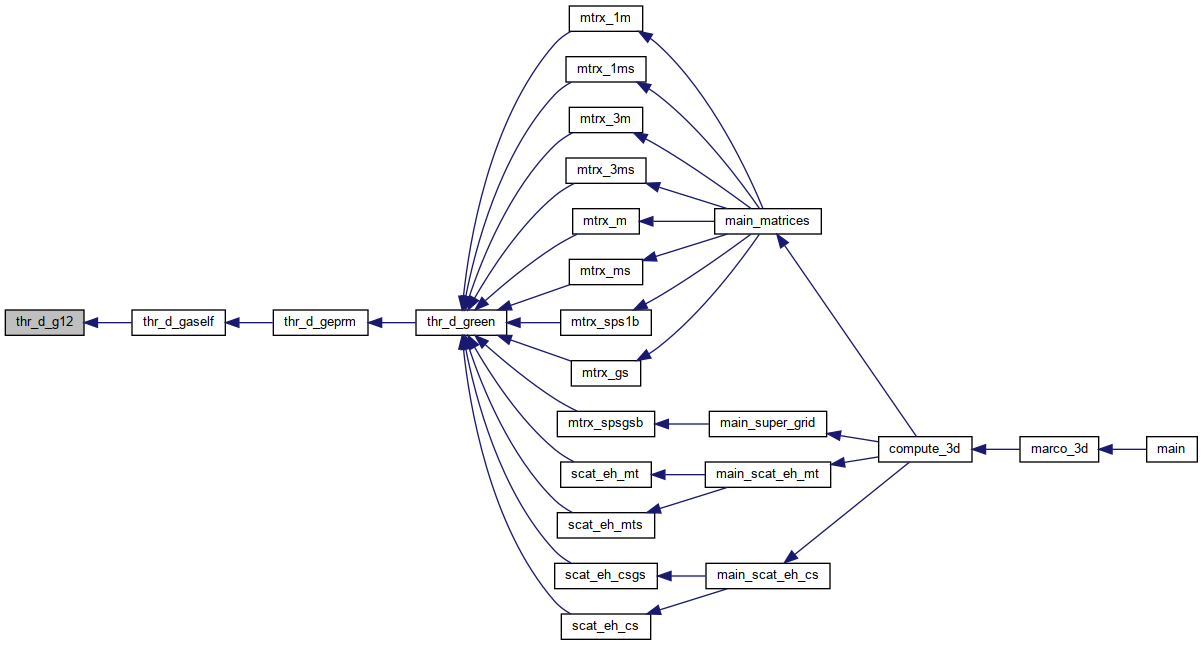 mtrx_1m
mtrx_1ms
mtrx_3m
mtrx_3ms
mtrx_m
main_matrices
mtrx_ms
thr_d_g12
thr_d_gaself
thr_d_geprm
thr_d_green
mtrx_sps1b
mtrx_gs
mtrx_spsgsb
main_super_grid
compute_3d
marco_3d
main
scat_eh_mt
main_scat_eh_mt
scat_eh_mts
scat_eh_csgs
main_scat_eh_cs
scat_eh_cs